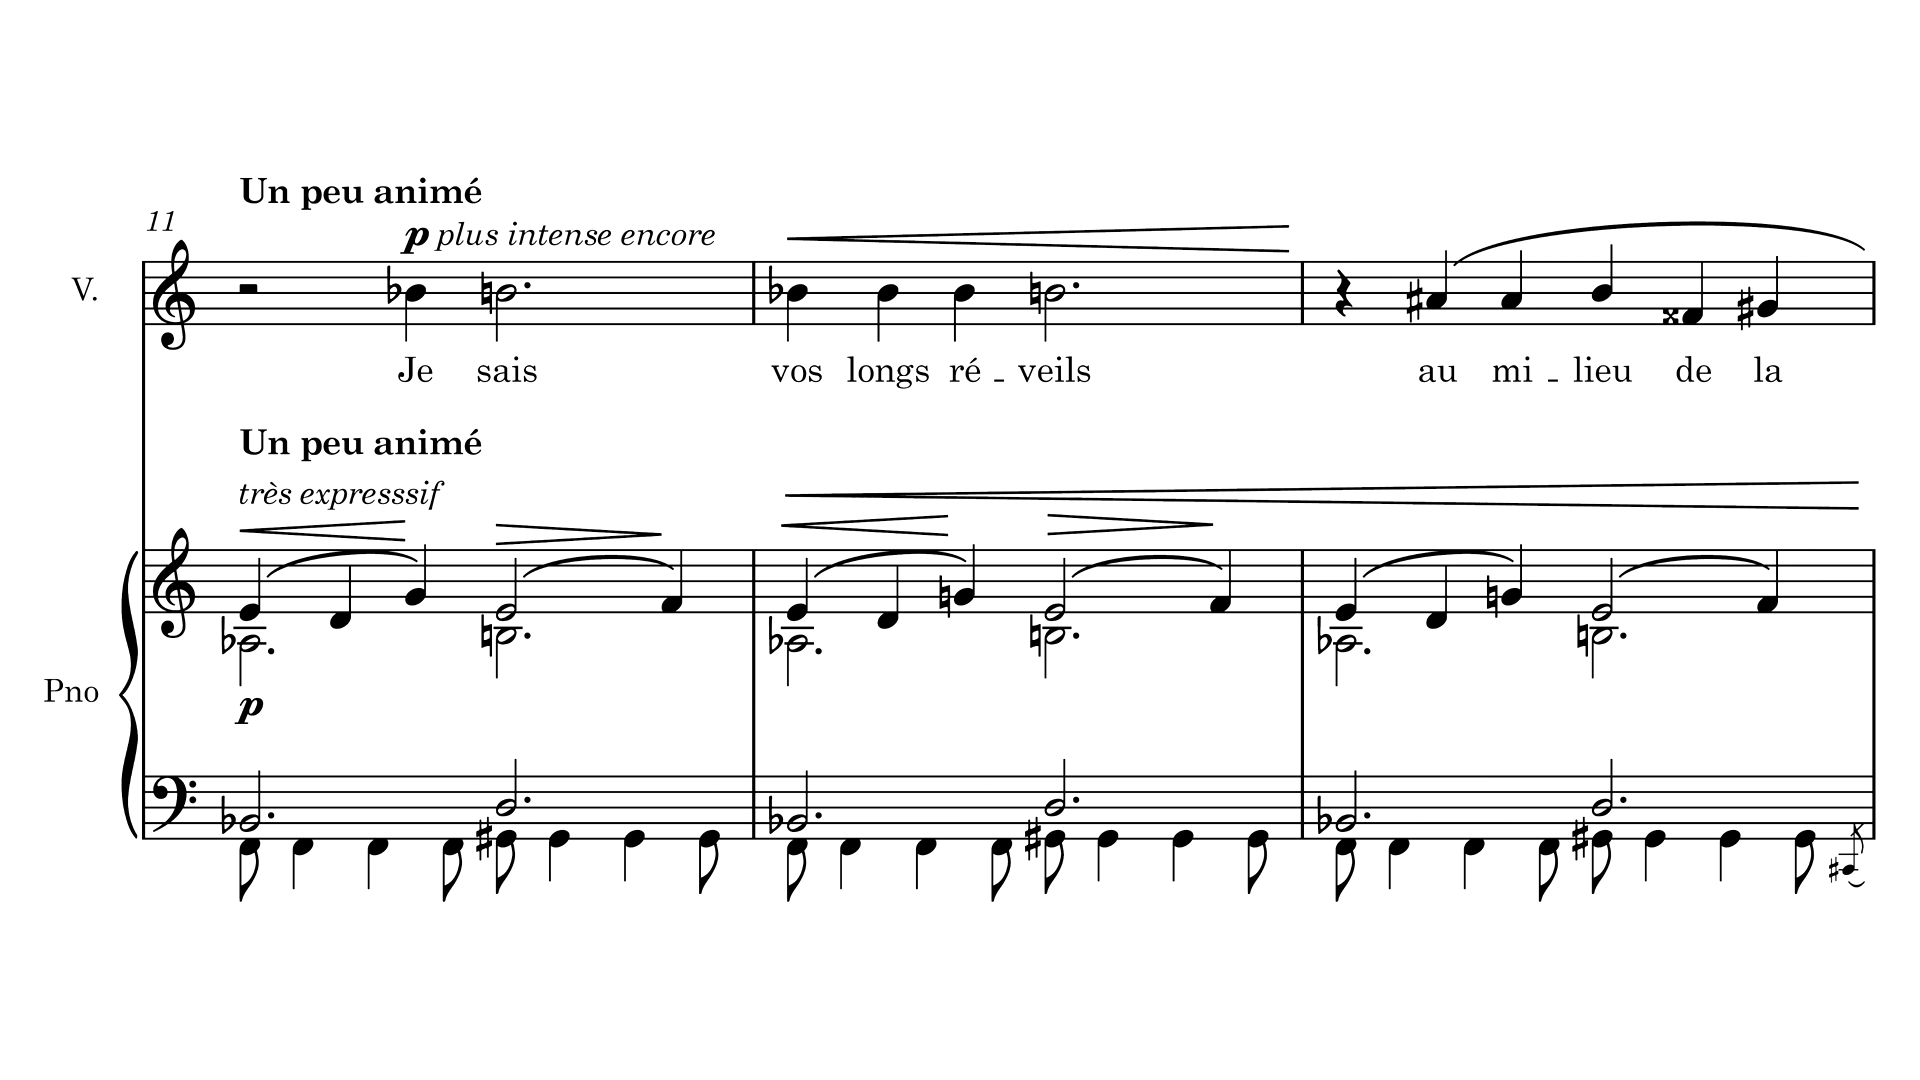 Un peu animé
11
p plus intense encore
V.
Je sais vos longs ré - veils au mi - lieu de la
Un peu animé
très expresssif
Pno
p